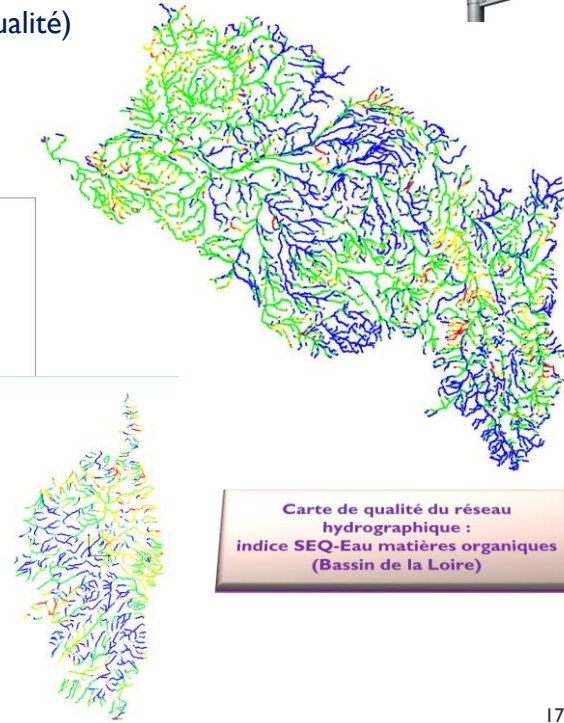 ualité)
Carte de qualité du réseau
hydrographique :
indice SEQ-Eau matières organiques
(Bassin de la Loire)
17